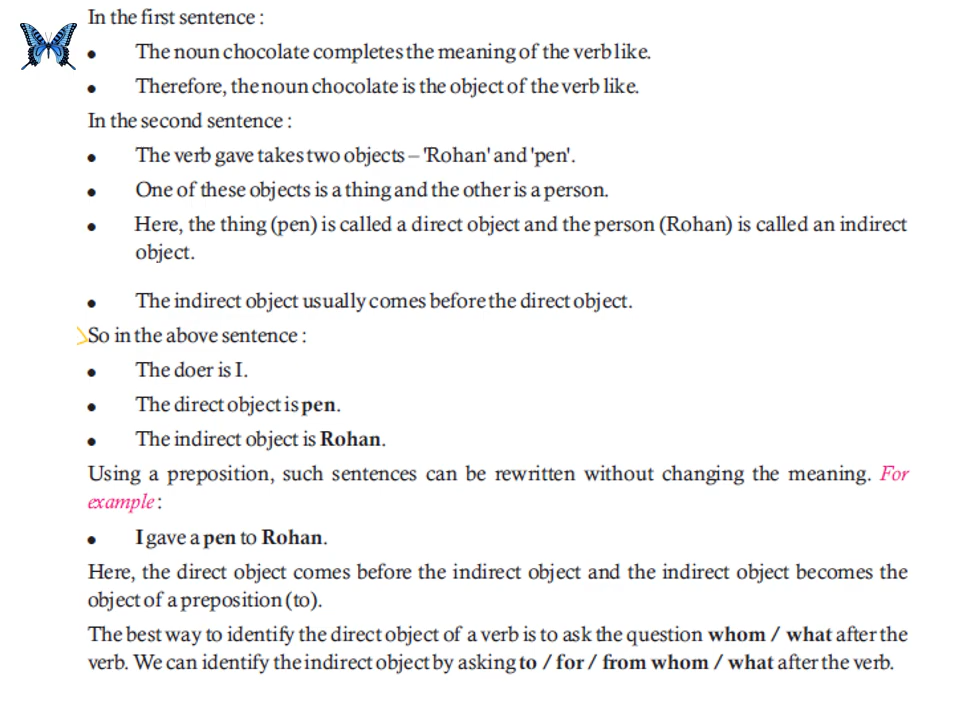 In the first sentence :
• The noun chocolate completes the meaning of the verb like.
• Therefore, the noun chocolate is the object of the verb like.
In the second sentence :
• The verb gave takes two objects – 'Rohan' and 'pen'.
• One of these objects is a thing and the other is a person.
• Here, the thing (pen) is called a direct object and the person (Rohan) is called an indirect
object.
• The indirect object usually comes before the direct object.
So in the above sentence :
• The doer is I.
• The direct object is pen.
• The indirect object is Rohan.
Using a preposition, such sentences can be rewritten without changing the meaning. For
example :
• I gave a pen to Rohan.
Here, the direct object comes before the indirect object and the indirect object becomes the
object of a preposition (to).
The best way to identify the direct object of a verb is to ask the question whom / what after the
verb. We can identify the indirect object by asking to / for / from whom / what after the verb.